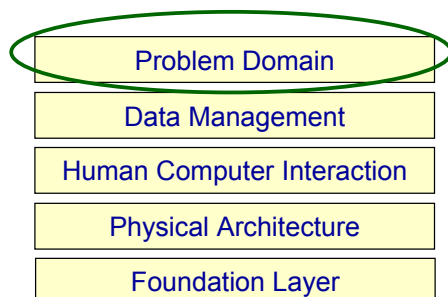 Problem Domain
Data Management
Human Computer Interaction
Physical Architecture
Foundation Layer